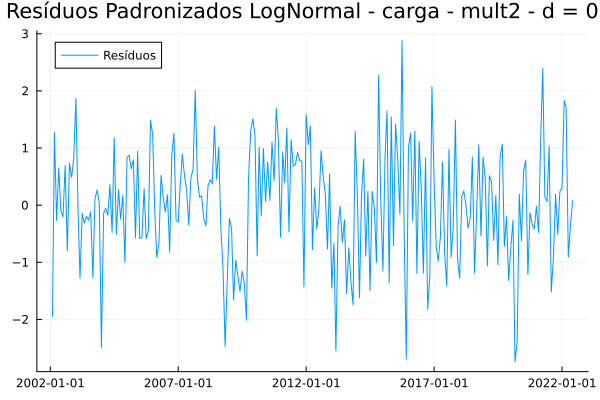 Resíduos Padronizados LogNormal - carga - mult2 - d = 0
Resíduos
3
2
1
0
−1
−2
2002-01-01 2007-01-01 2012-01-01 2017-01-01 2022-01-01